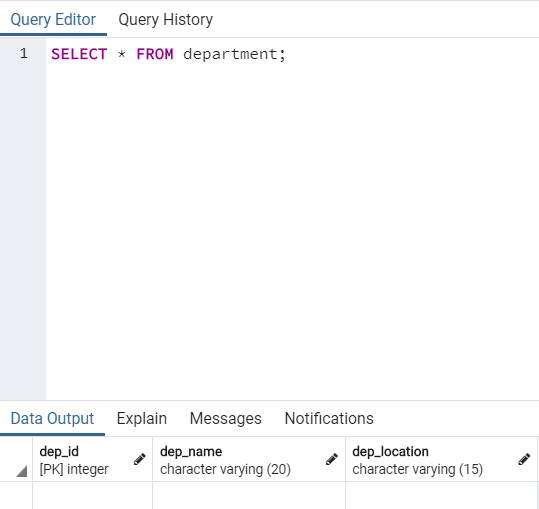 Query Editor Query History
1 SELECT * FROM department;
Data Output Explain Messages Notifications
dep_id dep_name dep_location
[PK] integer character varying (20) character varying (15)